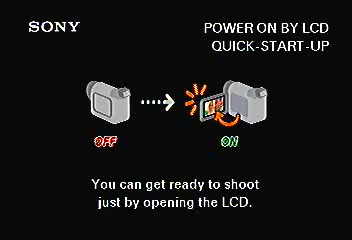 SONY
POWER ON BY LCD
QUICK-START-UP
OFF
ON
You can get ready to shoot
just by opening the LCD.